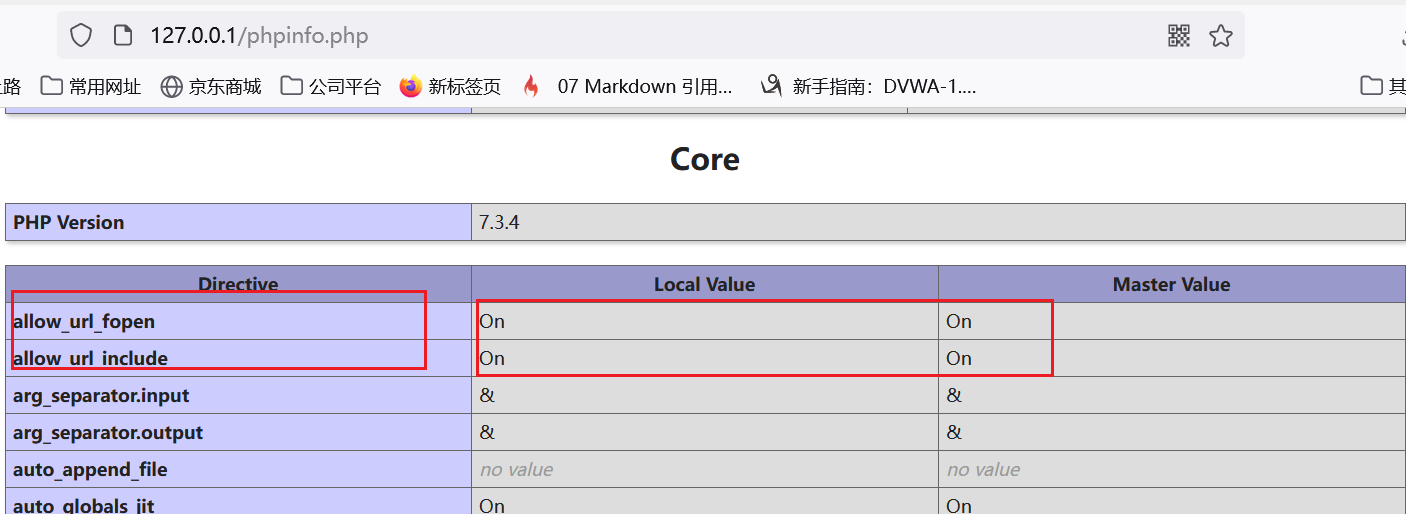 127.0.0.1/phpinfo.php
路 常用网址 京东商城 公司平台 新标签页 07 Markdown 引用... 新手指南：DVWA-1.... 其
Core
PHP Version 7.3.4
Directive Local Value Master Value
allow_url_fopen On On
allow_url_include On On
arg_separator.input & &
arg_separator.output & &
auto_append_file no value no value
auto_globals_jit On On